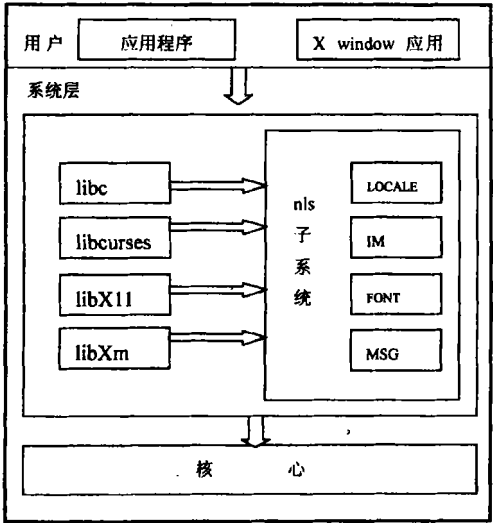 用户 应用程序 X window 应用
系统层
libc
libcurses
libX11
libXm
nls
子
系
统
LOCALE
IM
FONT
MSG
核 心